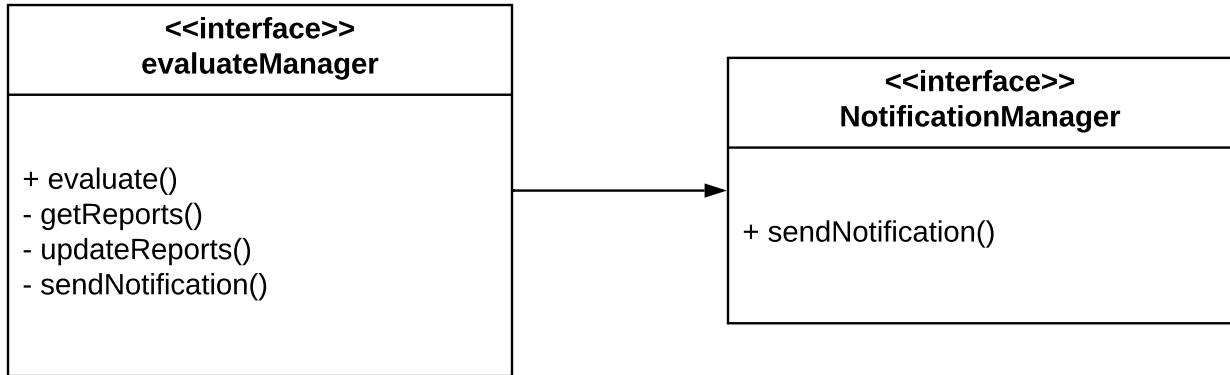 <<interface>>
evaluateManager
+ evaluate()
- getReports()
- updateReports()
- sendNotification()
<<interface>>
NotificationManager
+ sendNotification()